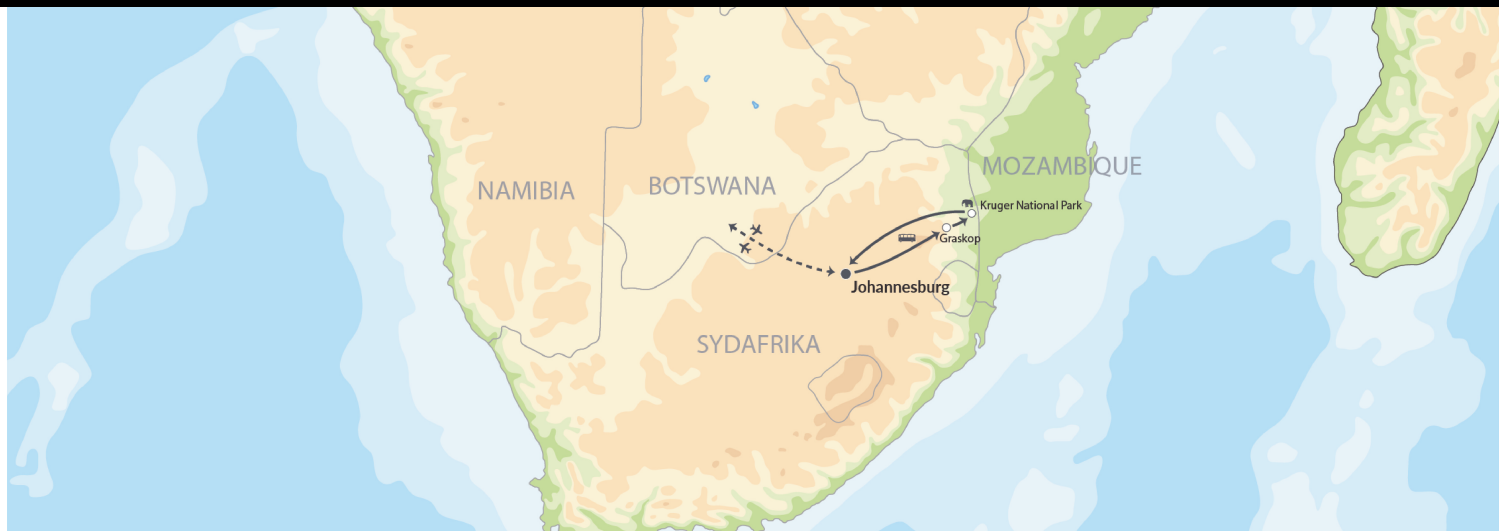 MOZAMBIQUE
NAMIBIA
BOTSWANA
Kruger National Park
Graskop
Johannesburg
SYDAFRIKA